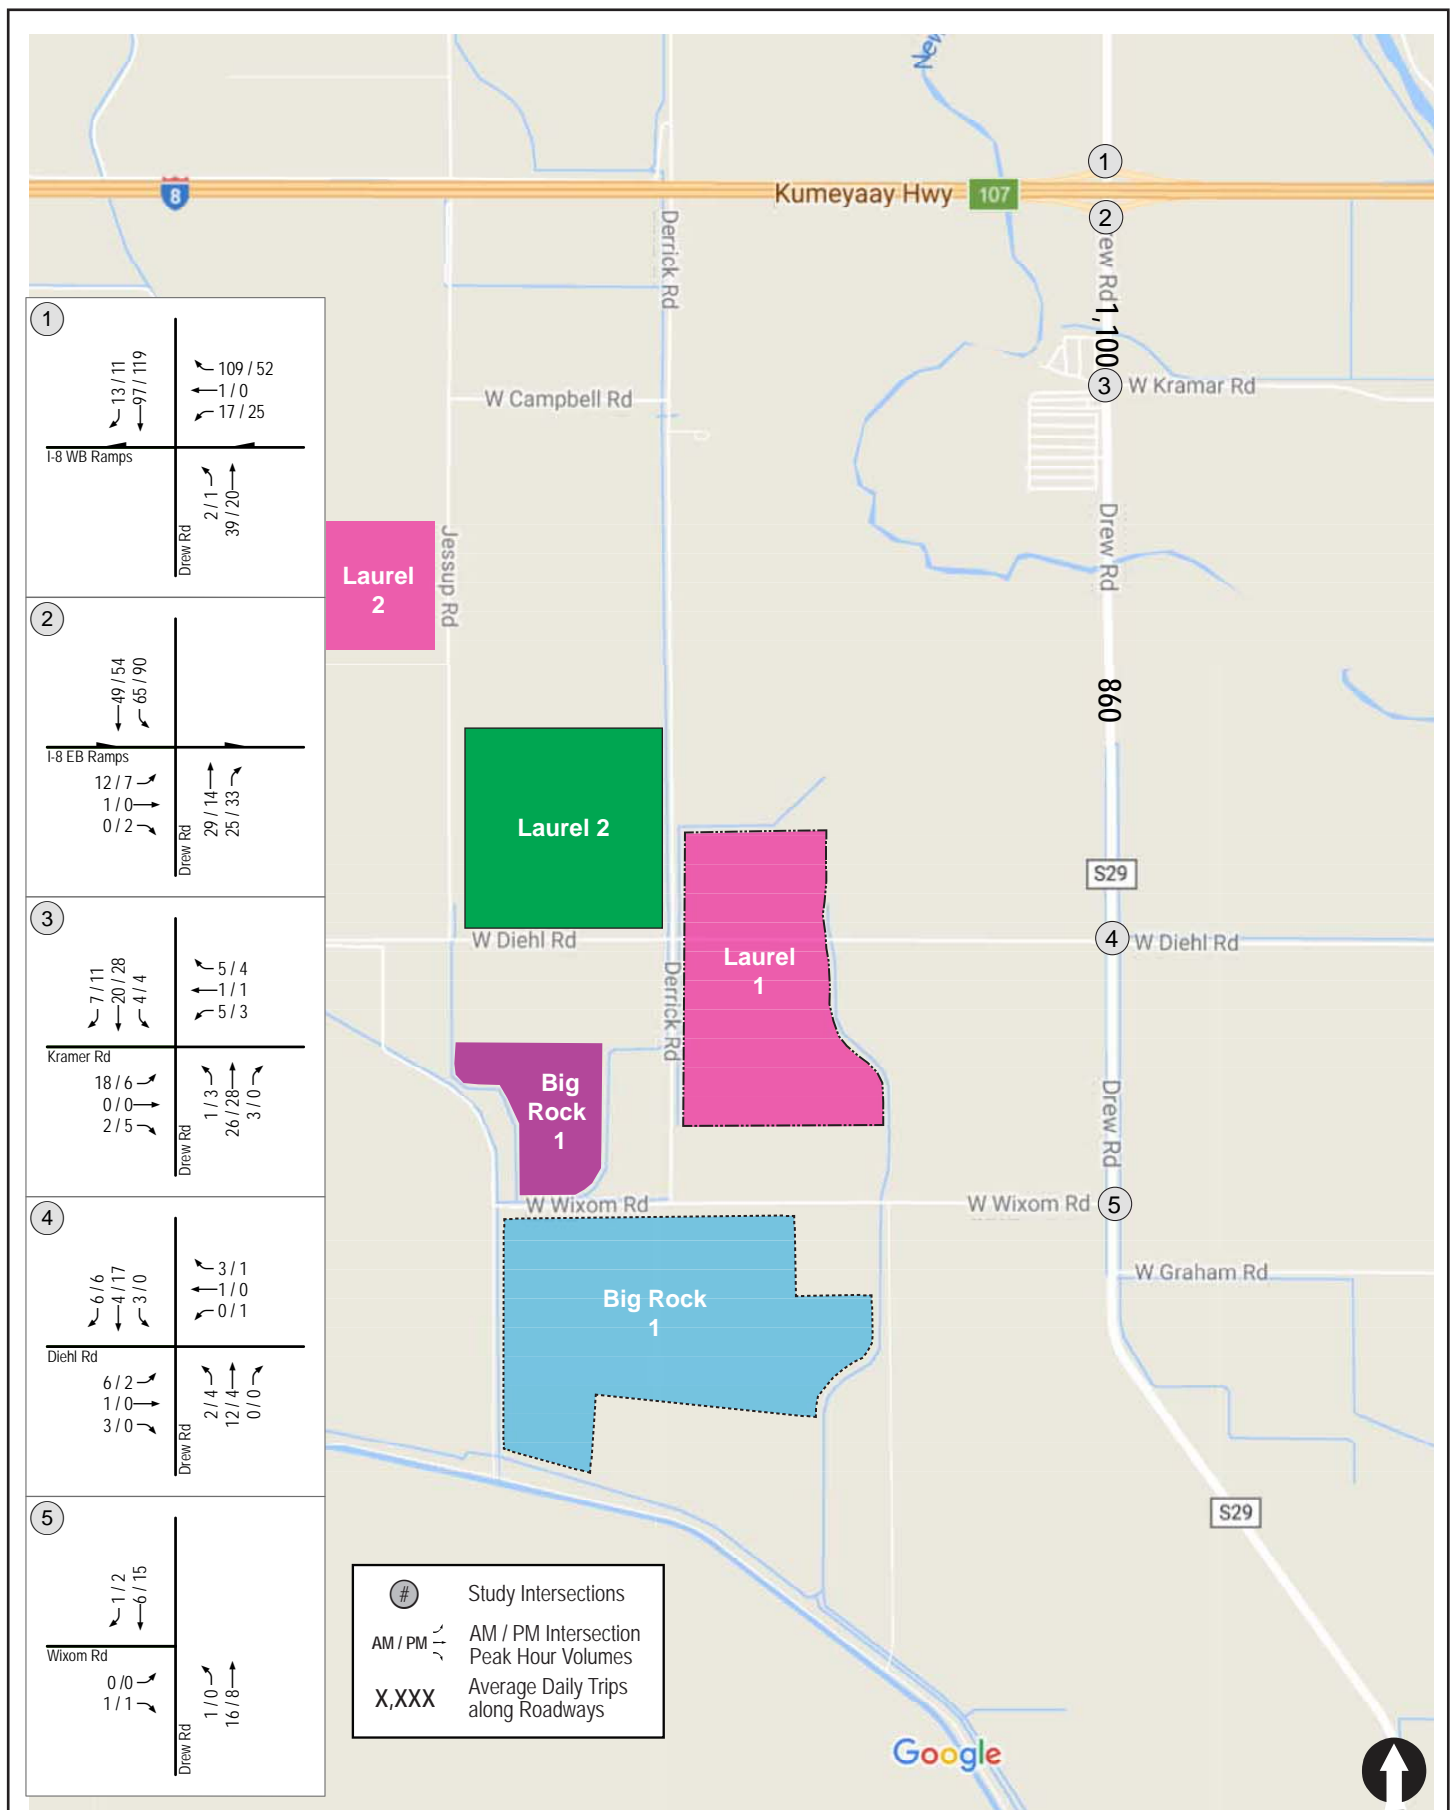 New
8
Kumeyaay Hwy
107
1
2
Drew Rd
1,100
3
W Kramar Rd
Derrick Rd
W Campbell Rd
Jessup Rd
Laurel
2
Drew Rd
860
Laurel 2
S29
W Diehl Rd
4
W Diehl Rd
Laurel
1
Derrick Rd
Big
Rock
1
Drew Rd
W Wixom Rd
W Wixom Rd
5
W Graham Rd
Big Rock
1
S29
Google
1
13 / 11
97 / 119
109 / 52
1 / 0
17 / 25
I-8 WB Ramps
2 / 1
39 / 20
Drew Rd
2
49 / 54
65 / 90
I-8 EB Ramps
12 / 7
1 / 0
0 / 2
29 / 14
25 / 33
Drew Rd
3
7 / 11
20 / 28
4 / 4
5 / 4
1 / 1
5 / 3
Kramer Rd
18 / 6
0 / 0
2 / 5
1 / 3
26 / 28
3 / 0
Drew Rd
4
6 / 6
4 / 17
3 / 0
3 / 1
1 / 0
0 / 1
Diehl Rd
6 / 2
1 / 0
3 / 0
2 / 4
12 / 4
0 / 0
Drew Rd
5
1 / 2
6 / 15
Wixom Rd
0 /0
1 / 1
1 / 0
16 / 8
Drew Rd
# Study Intersections
AM / PM AM / PM Intersection
Peak Hour Volumes
X,XXX Average Daily Trips
along Roadways